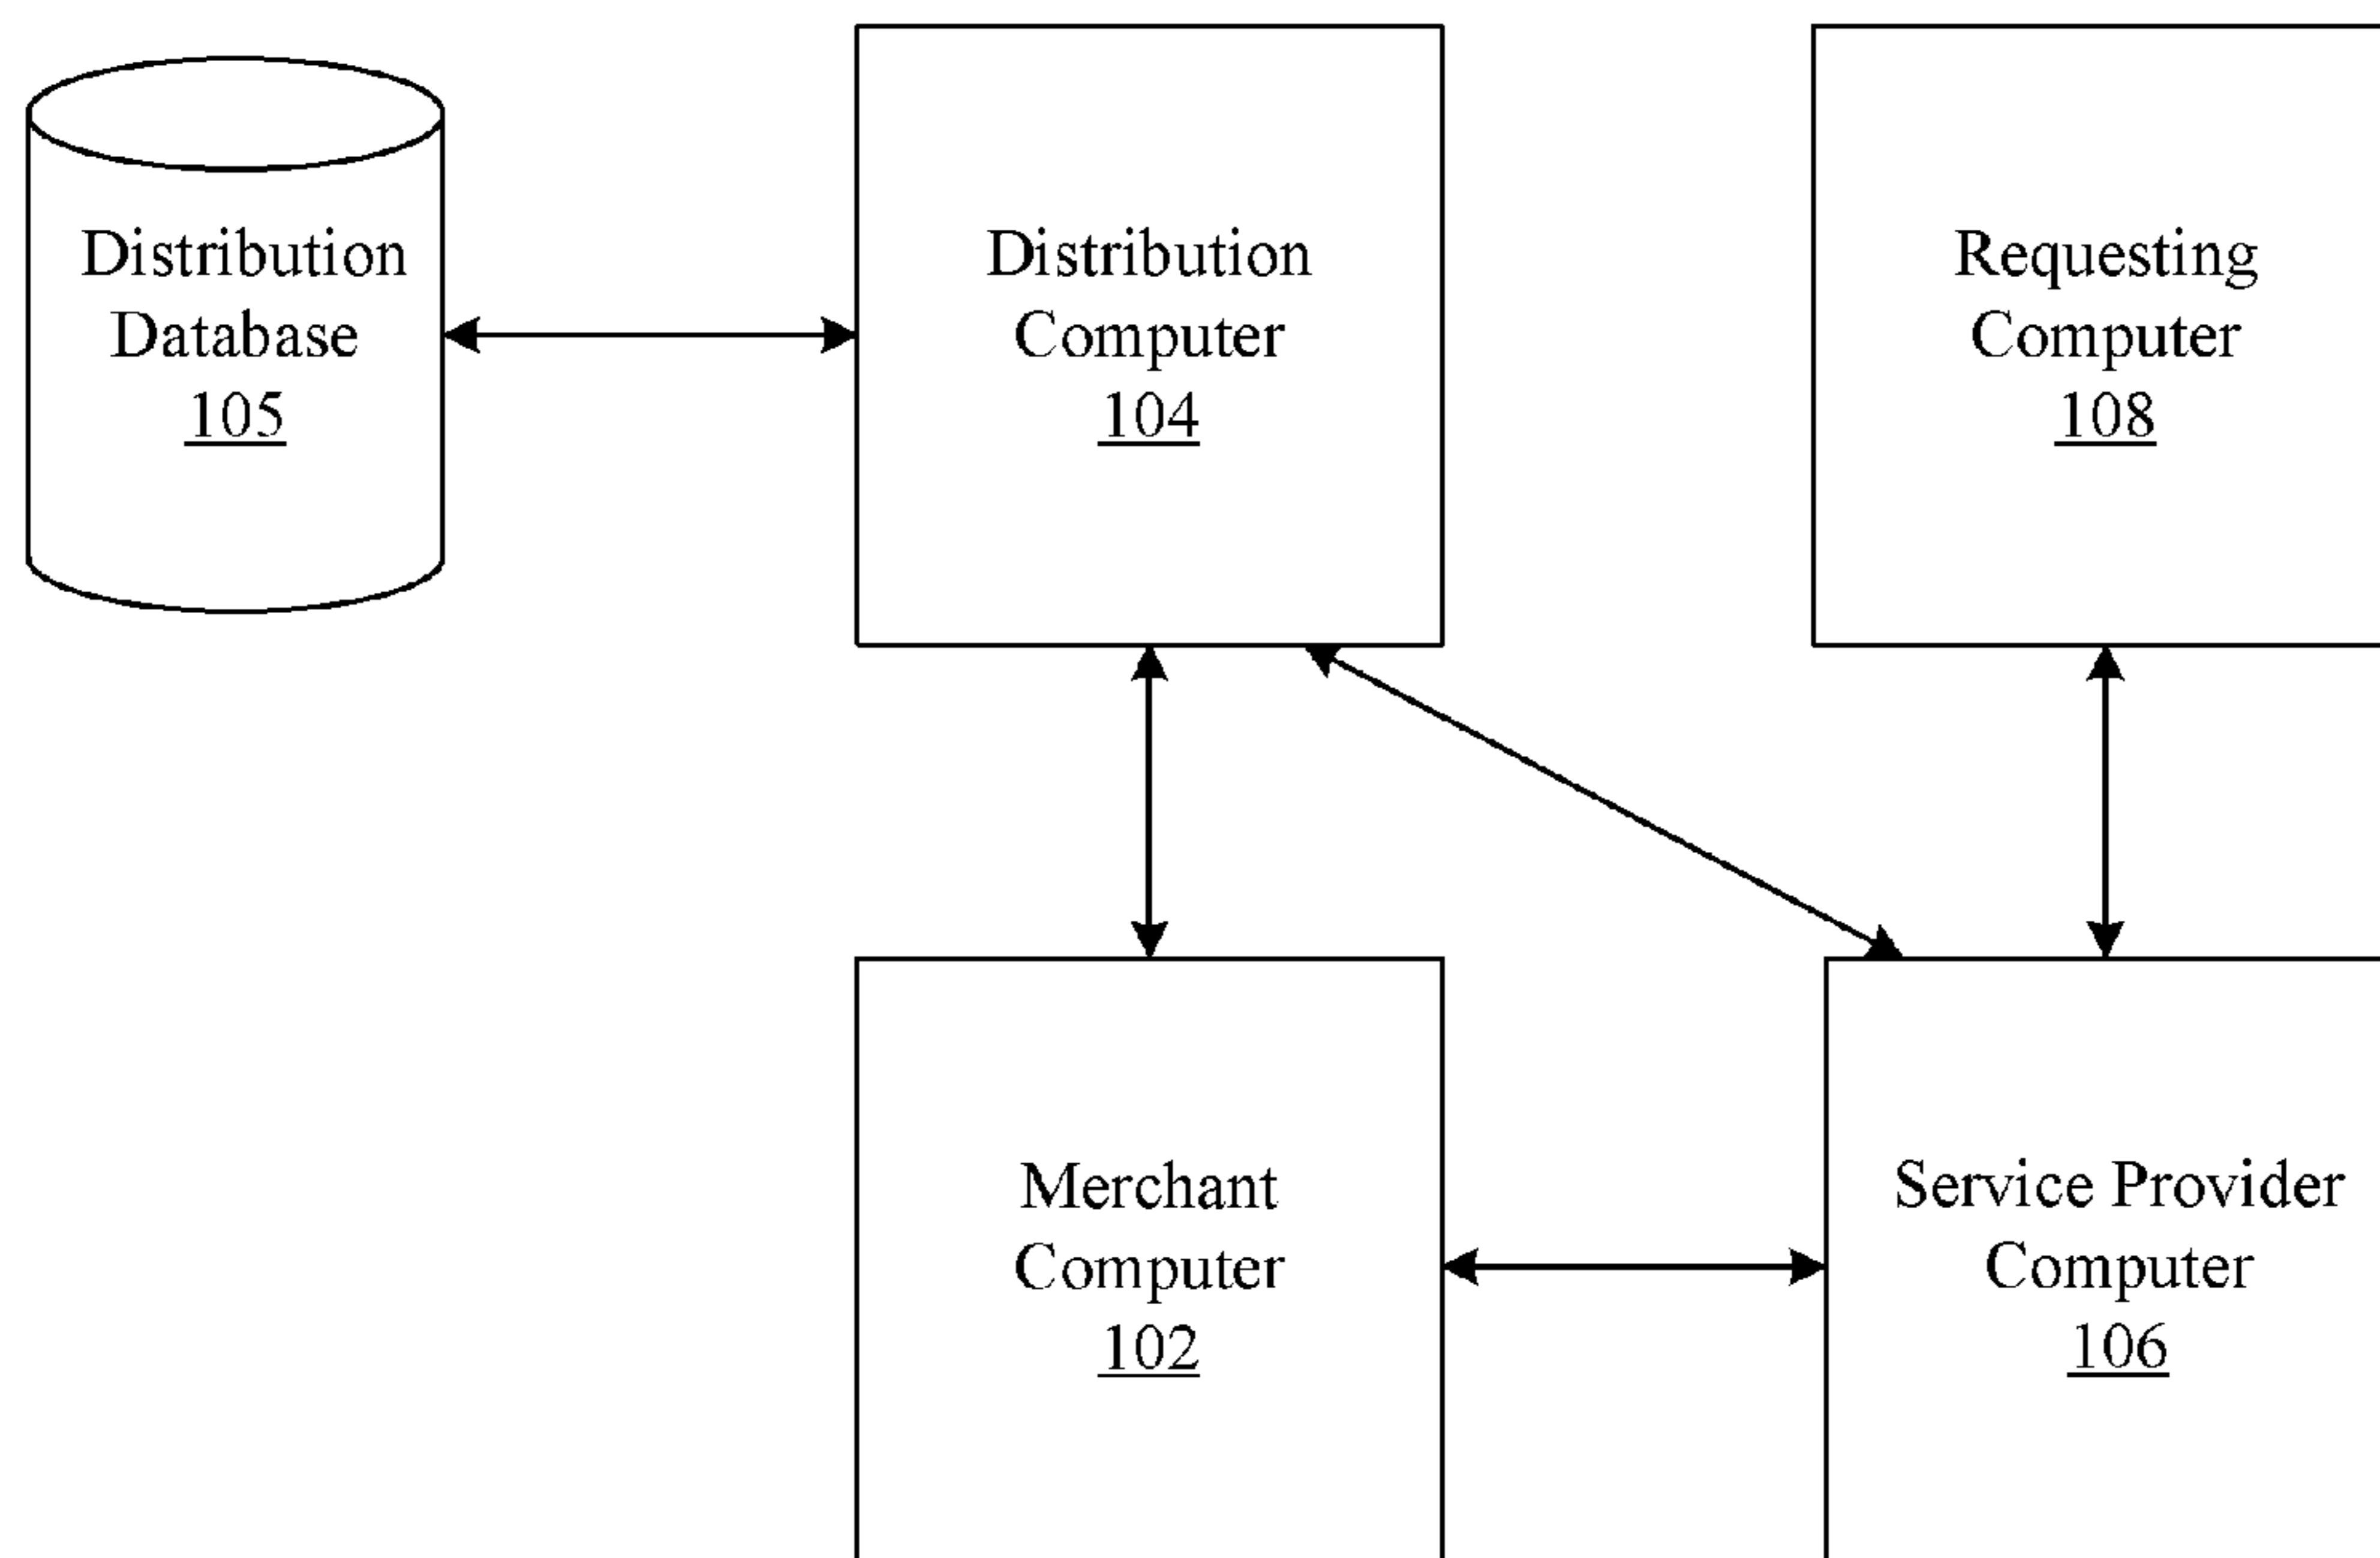 Distribution
Database
105
Distribution
Computer
104
Requesting
Computer
108
Merchant
Computer
102
Service Provider
Computer
106